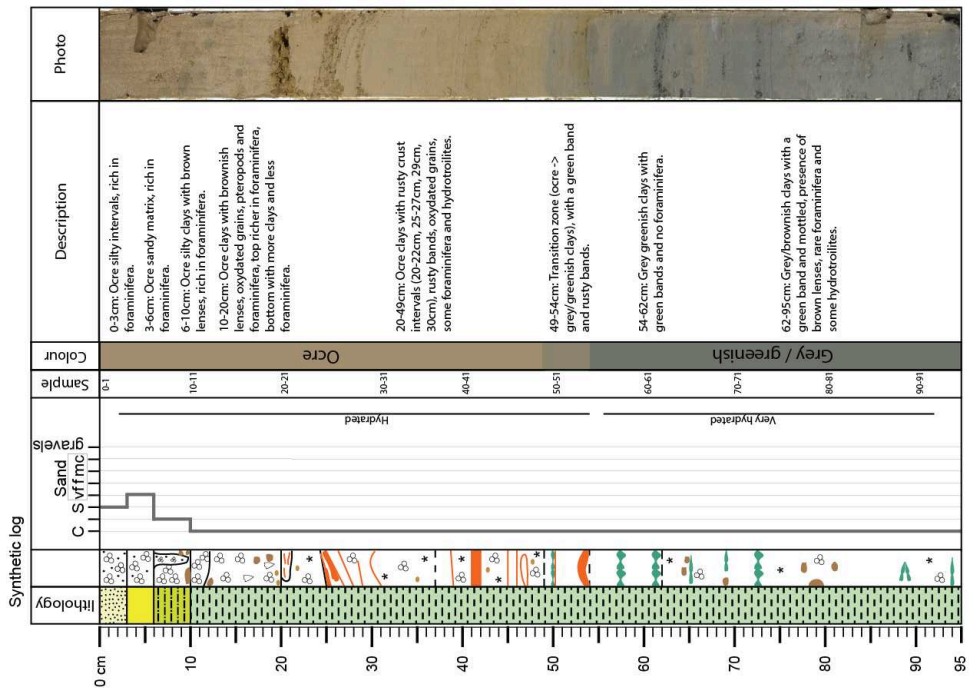 Synthetic log
lithology
C
S
vf
f
m
c
Sand
gravels
Sample
Colour
Description
Photo
Hydrated
Very hydrated
0-1
10-11
20-21
30-31
40-41
50-51
60-61
70-71
80-81
90-91
Ocre
Grey / greenish
0-3cm: Ocre silty intervals, rich in
foraminifera.
3-6cm: Ocre sandy matrix, rich in
foraminifera.
6-10cm: Ocre silty clays with brown
lenses, rich in foraminifera.
10-20cm: Ocre clays with brownish
lenses, oxydated grains, pteropods and
foraminifera, top richer in foraminifera,
bottom with more clays and less
foraminifera.
20-49cm: Ocre clays with rusty crust
intervals (20-22cm, 25-27cm, 29cm,
30cm), rusty bands, oxydated grains,
some foraminifera and hydrotroilites.
49-54cm: Transition zone (ocre ->
grey/greenish clays), with a green band
and rusty bands.
54-62cm: Grey greenish clays with
green bands and no foraminifera.
62-95cm: Grey/brownish clays with a
green band and mottled, presence of
brown lenses, rare foraminifera and
some hydrotroilites.
0 cm
10
20
30
40
50
60
70
80
90
95